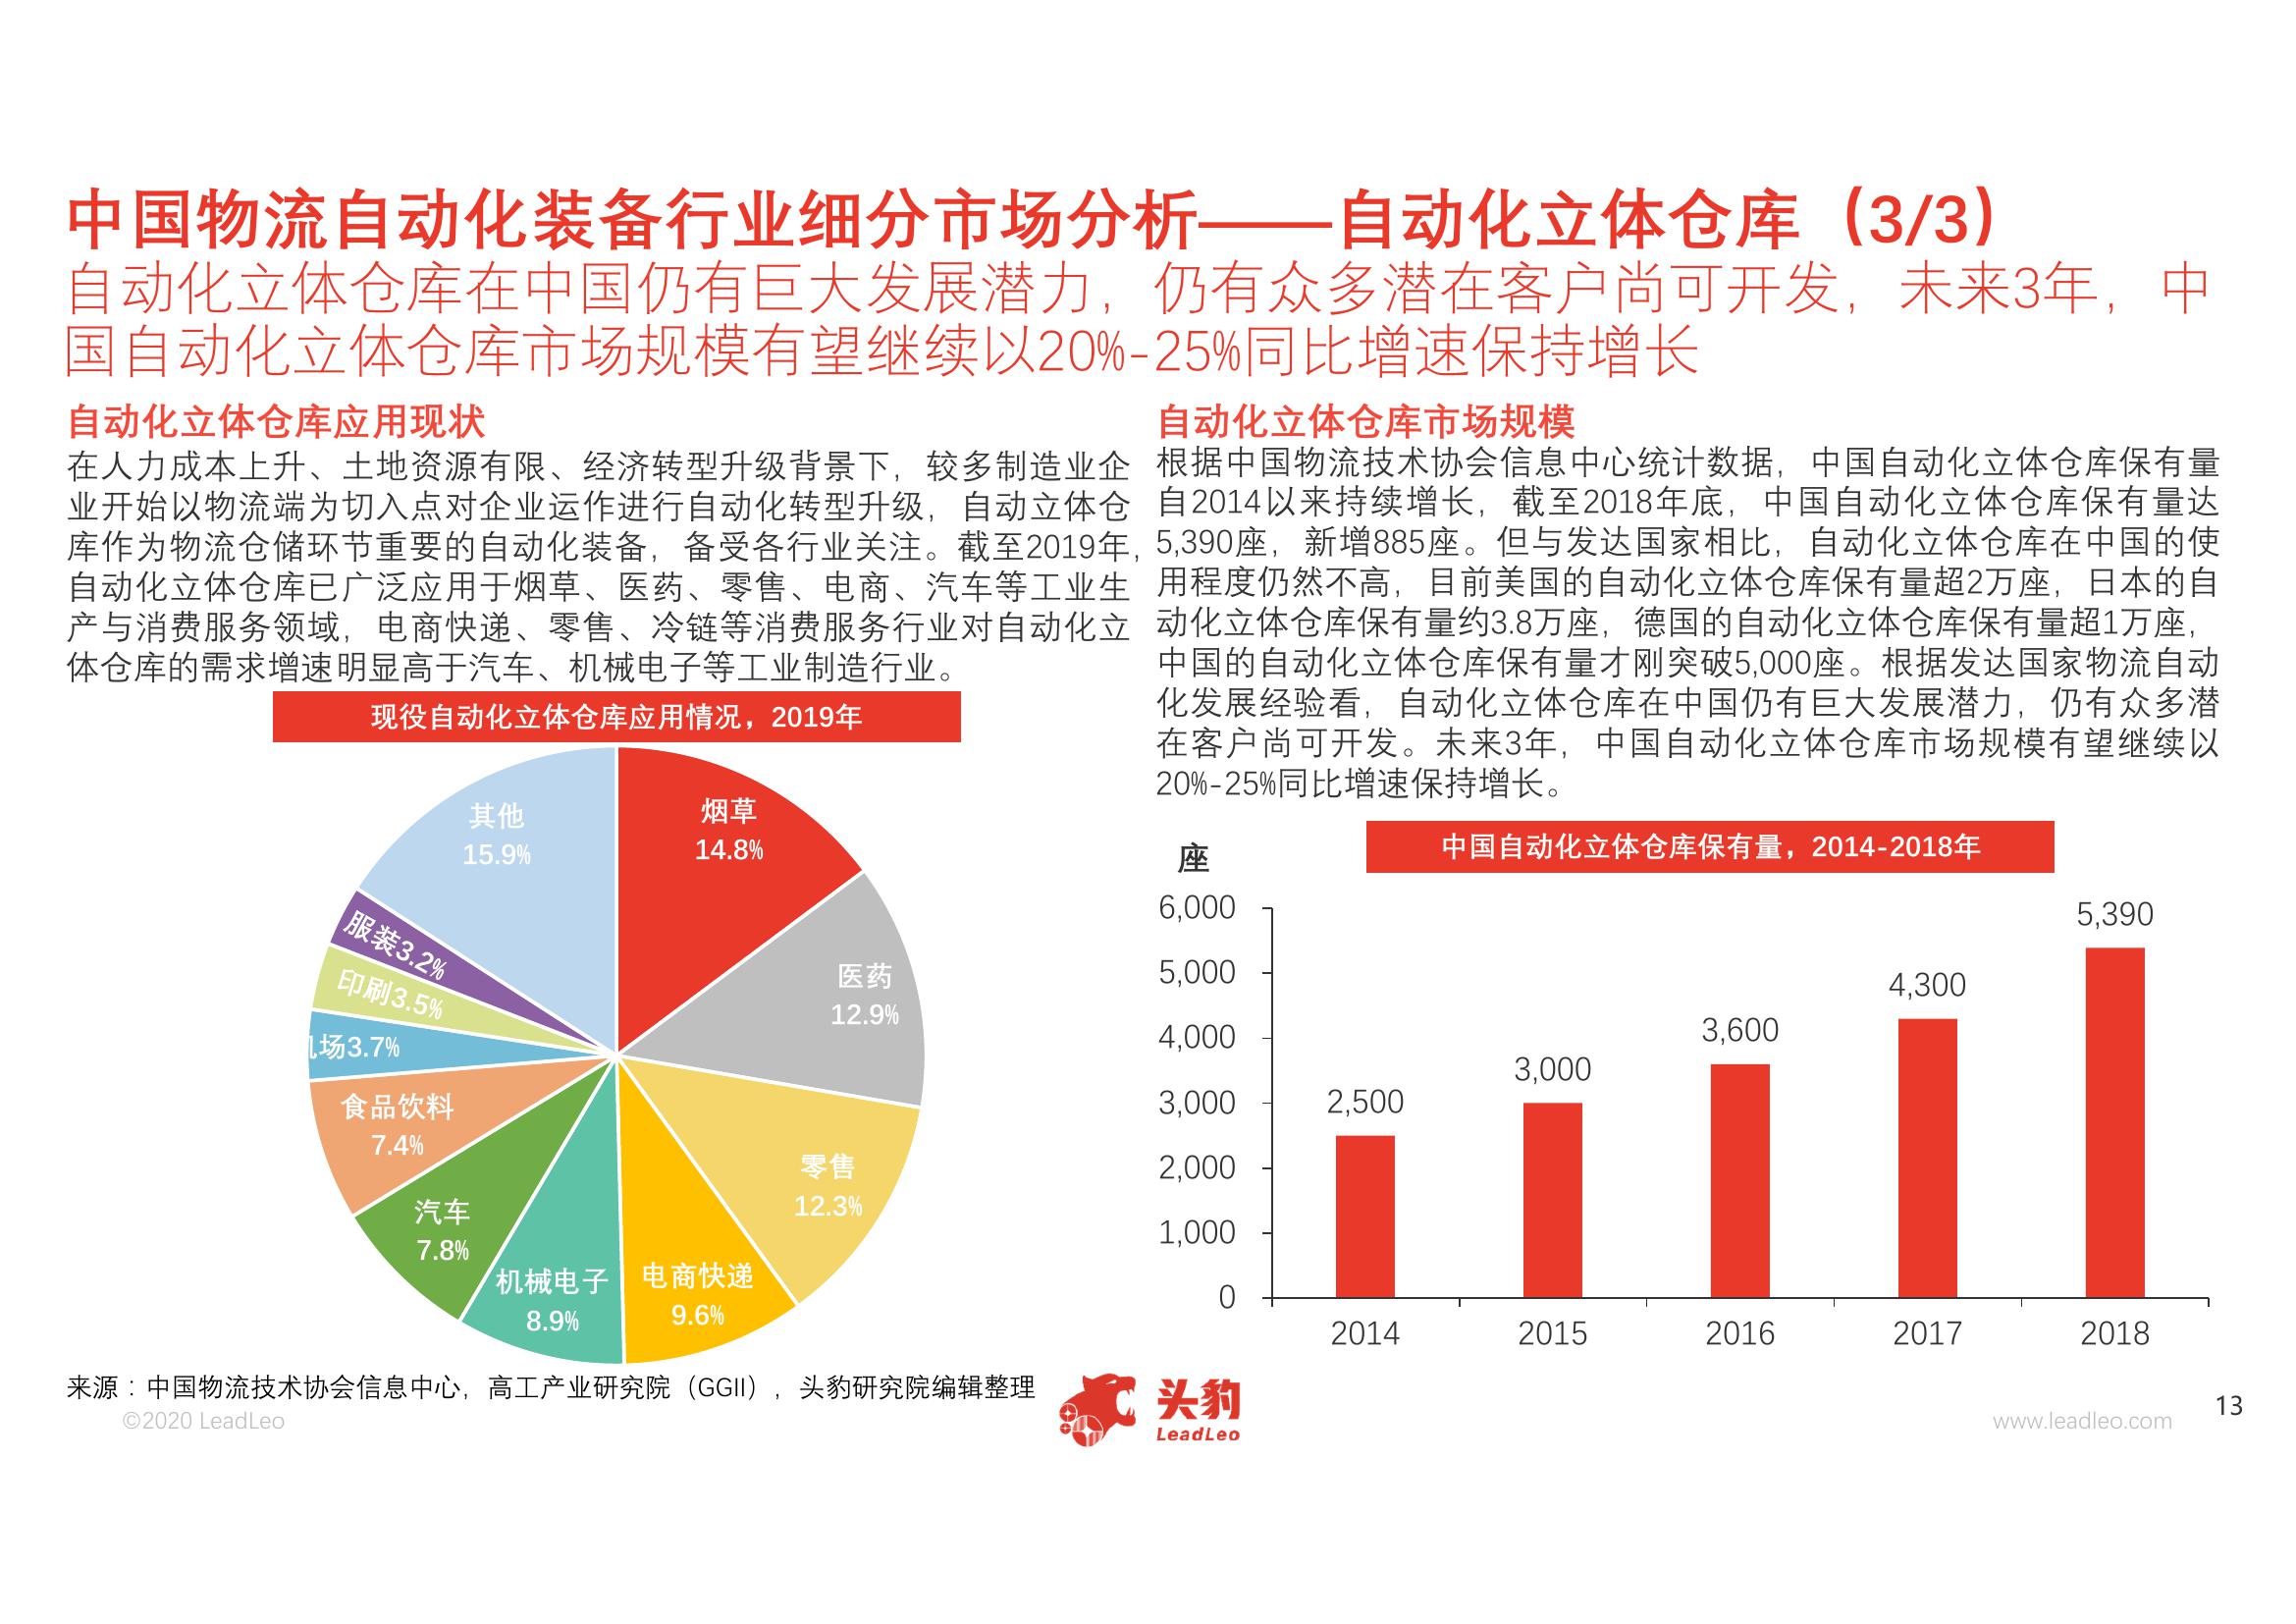 中国物流自动化装备行业细分市场分析——自动化立体仓库（3/3）
自动化立体仓库在中国仍有巨大发展潜力，仍有众多潜在客户尚可开发，未来3年，中
国自动化立体仓库市场规模有望继续以20%-25%同比增速保持增长
自动化立体仓库应用现状
在人力成本上升、土地资源有限、经济转型升级背景下，较多制造业企
业开始以物流端为切入点对企业运作进行自动化转型升级，自动立体仓
库作为物流仓储环节重要的自动化装备，备受各行业关注。截至2019年，
自动化立体仓库已广泛应用于烟草、医药、零售、电商、汽车等工业生
产与消费服务领域，电商快递、零售、冷链等消费服务行业对自动化立
体仓库的需求增速明显高于汽车、机械电子等工业制造行业。
现役自动化立体仓库应用情况，2019年
烟草
14.8%
医药
12.9%
零售
12.3%
电商快递
9.6%
机械电子
8.9%
汽车
7.8%
食品饮料
7.4%
机场3.7%
印刷3.5%
服装3.2%
其他
15.9%
自动化立体仓库市场规模
根据中国物流技术协会信息中心统计数据，中国自动化立体仓库保有量
自2014以来持续增长，截至2018年底，中国自动化立体仓库保有量达
5,390座，新增885座。但与发达国家相比，自动化立体仓库在中国的使
用程度仍然不高，目前美国的自动化立体仓库保有量超2万座，日本的自
动化立体仓库保有量约3.8万座，德国的自动化立体仓库保有量超1万座，
中国的自动化立体仓库保有量才刚突破5,000座。根据发达国家物流自动
化发展经验看，自动化立体仓库在中国仍有巨大发展潜力，仍有众多潜
在客户尚可开发。未来3年，中国自动化立体仓库市场规模有望继续以
20%-25%同比增速保持增长。
中国自动化立体仓库保有量，2014-2018年
座
6,000
5,000
4,000
3,000
2,000
1,000
0
2,500
3,000
3,600
4,300
5,390
2014
2015
2016
2017
2018
来源：中国物流技术协会信息中心，高工产业研究院（GGII），头豹研究院编辑整理
©2020 LeadLeo
头豹
LeadLeo
www.leadleo.com
13